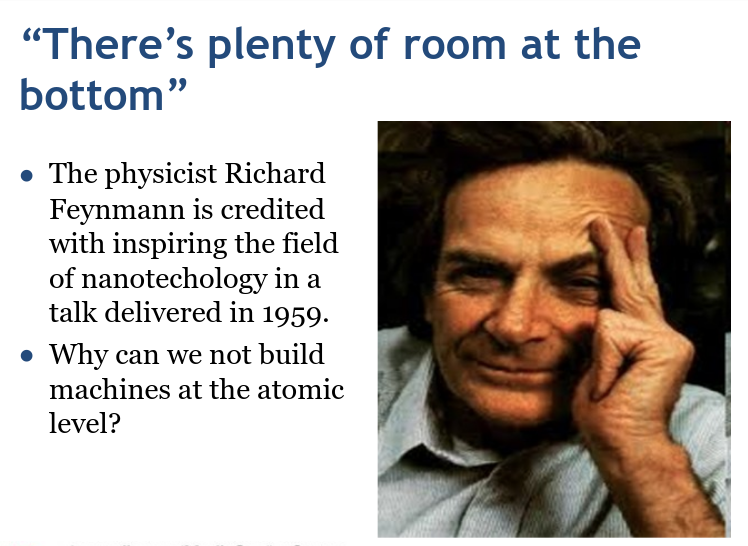 “There’s plenty of room at the
bottom”
• The physicist Richard
Feynmann is credited
with inspiring the field
of nanotechology in a
talk delivered in 1959.
• Why can we not build
machines at the atomic
level?